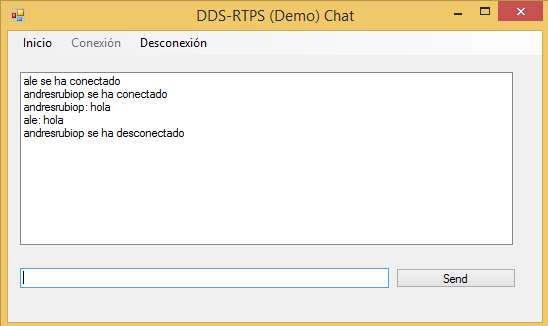 DDS-RTPS (Demo) Chat
Inicio Conexión Desconexión
ale se ha conectado
andresrubiop se ha conectado
andresrubiop: hola
ale: hola
andresrubiop se ha desconectado
Send